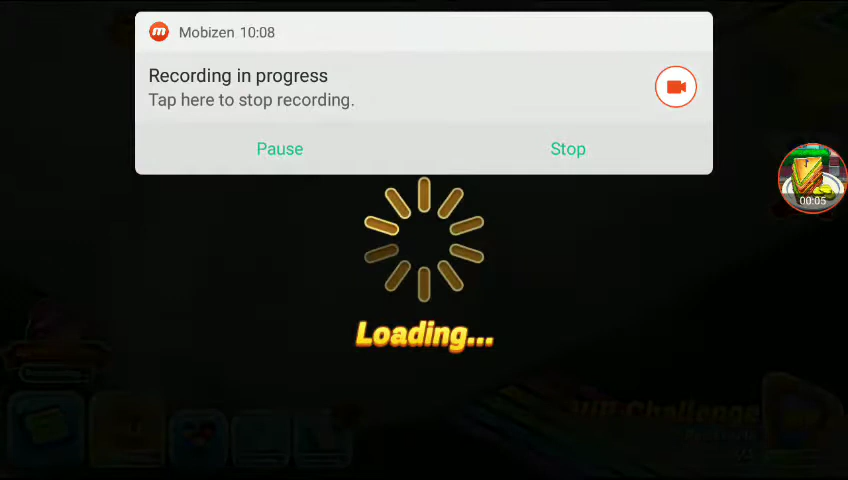 m Mobizen 10:08
Recording in progress
Tap here to stop recording.
Pause
Stop
00:05
Loading...
Challenge